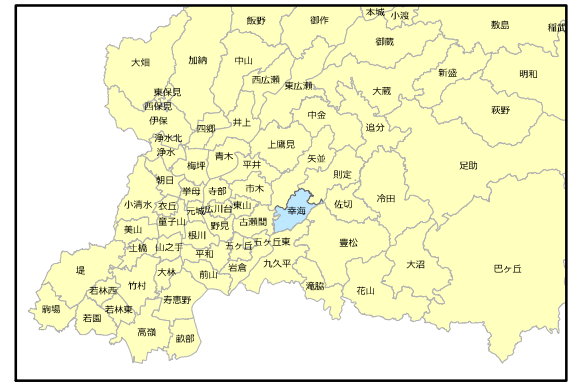 本城
小渡
飯野
御作
敷島
稲武
御蔵
大畑
加納
中山
西広瀬
東広瀬
新盛
明和
東保見
西保見
大蔵
萩野
伊保
中金
追分
四郷
井上
浄水北
浄水
上鷹見
矢並
青木
梅坪
平井
足助
則定
朝日
挙母
寺部
市木
冷田
小清水
衣丘
元城
広川台
東山
幸海
佐切
美山
童子山
野見
古瀬間
根川
土橋
山之手
五ケ丘
五ケ丘東
豊松
平和
堤
大林
前山
岩倉
九久平
大沼
巴ヶ丘
竹村
若林西
寿恵野
滝脇
花山
駒場
若園
若林東
高嶺
畝部